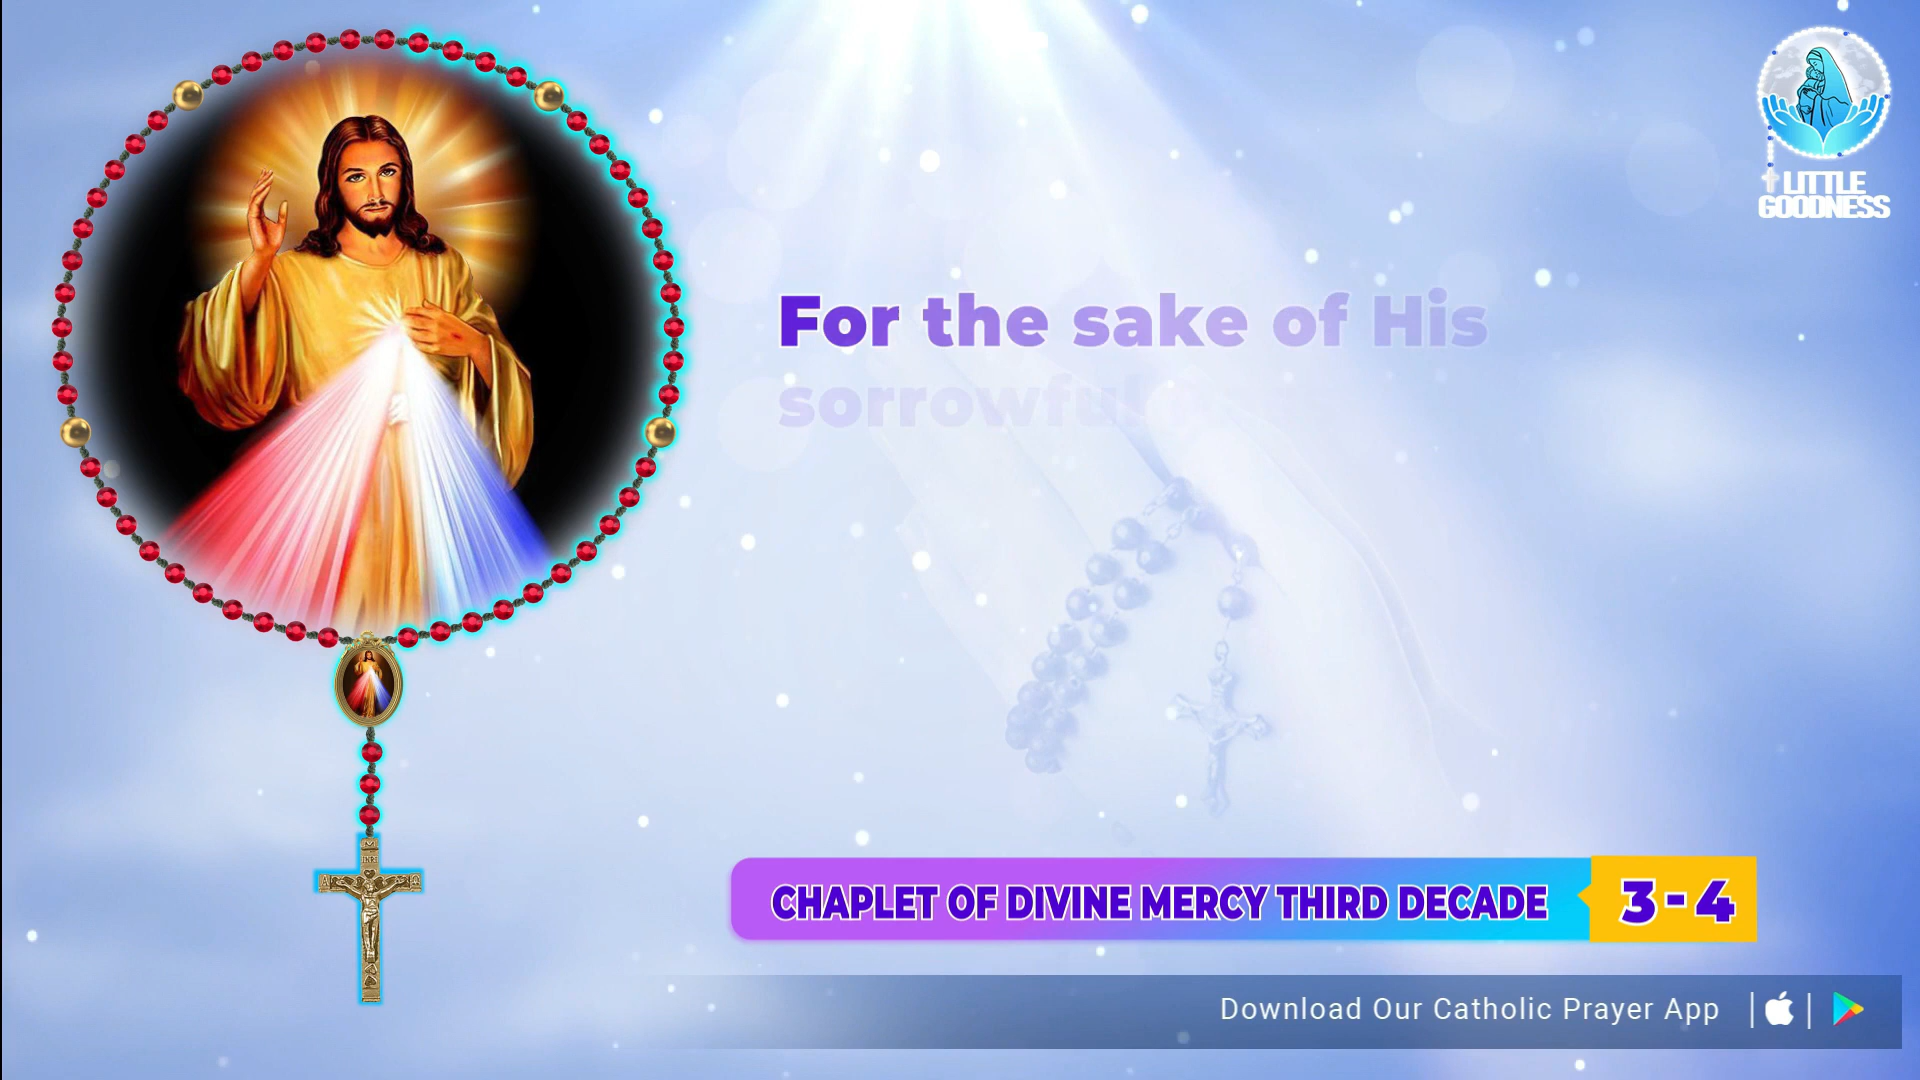 LITTLE
GOODNESS
For the sake of His
sorrowful
INRI
CHAPLET OF DIVINE MERCY THIRD DECADE
3 - 4
Download Our Catholic Prayer App